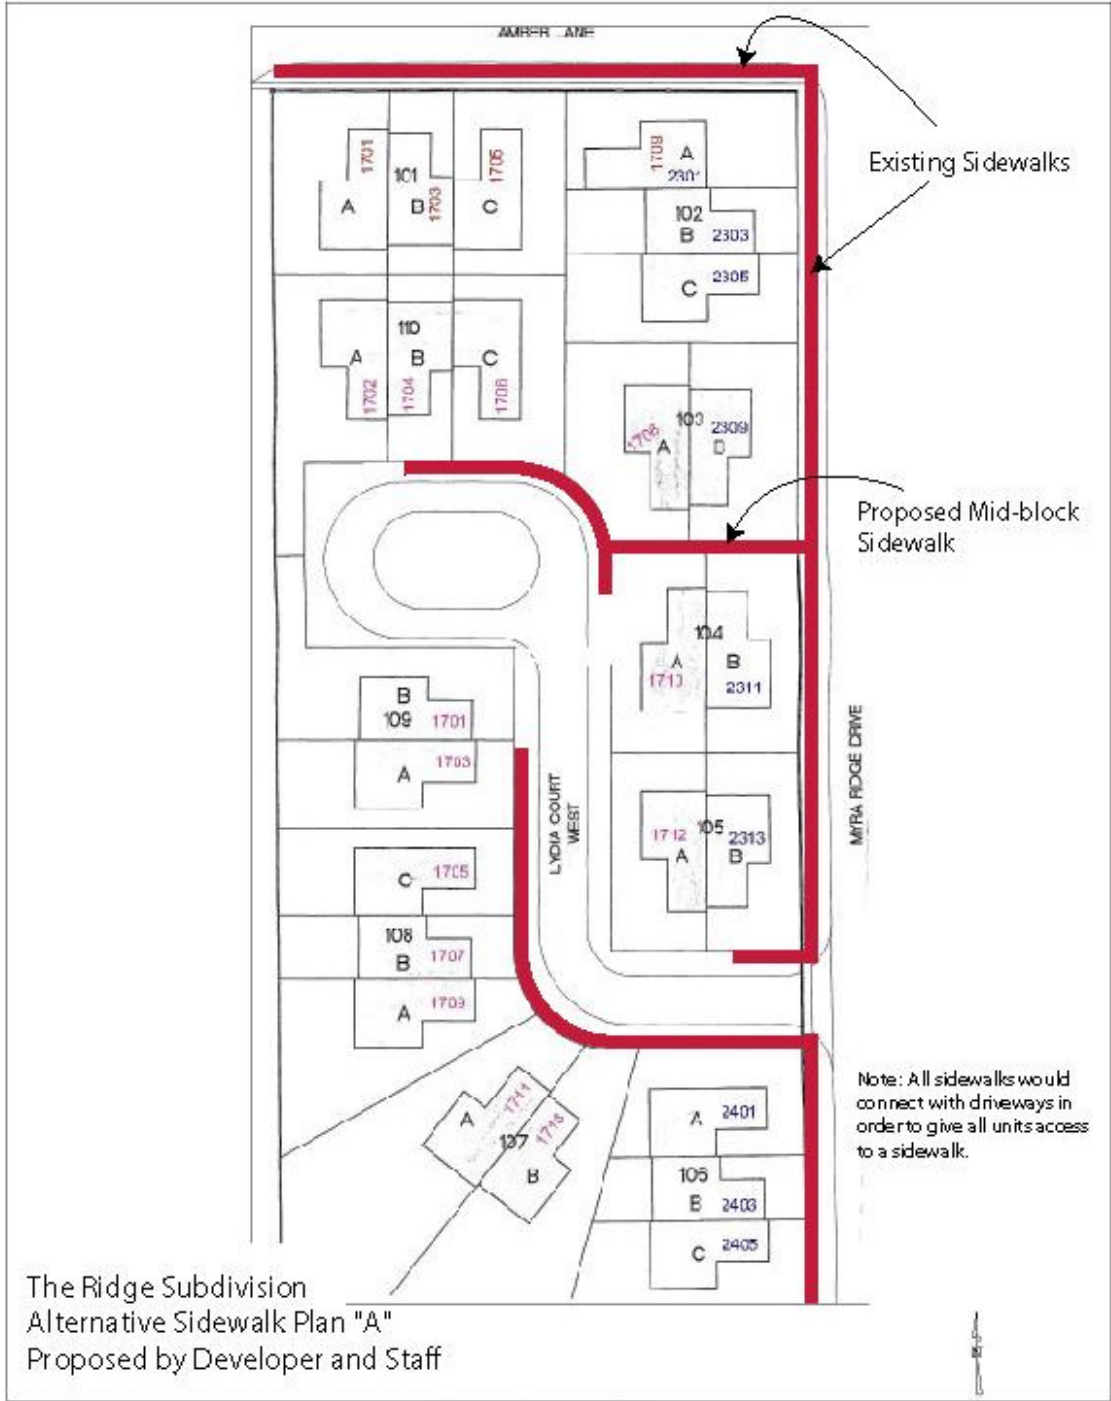 AMBER LANE
Existing Sidewalks
1701
101
1703
1705
A
B
C
1709
A
2301
102
B
2303
C
2305
110
A
B
C
1702
1704
1706
103
2309
A
Proposed Mid-block
Sidewalk
104
A
B
1710
2311
B
109
1701
1703
A
LYDIA COURT
WEST
MYRA RIDGE DRIVE
1712
105
2313
A
B
C
1705
108
B
1707
A
1709
Note: All sidewalks would
connect with driveways in
order to give all units access
to a sidewalk.
A
1711
107
1713
B
A
2401
106
B
2403
C
2405
The Ridge Subdivision
Alternative Sidewalk Plan "A"
Proposed by Developer and Staff